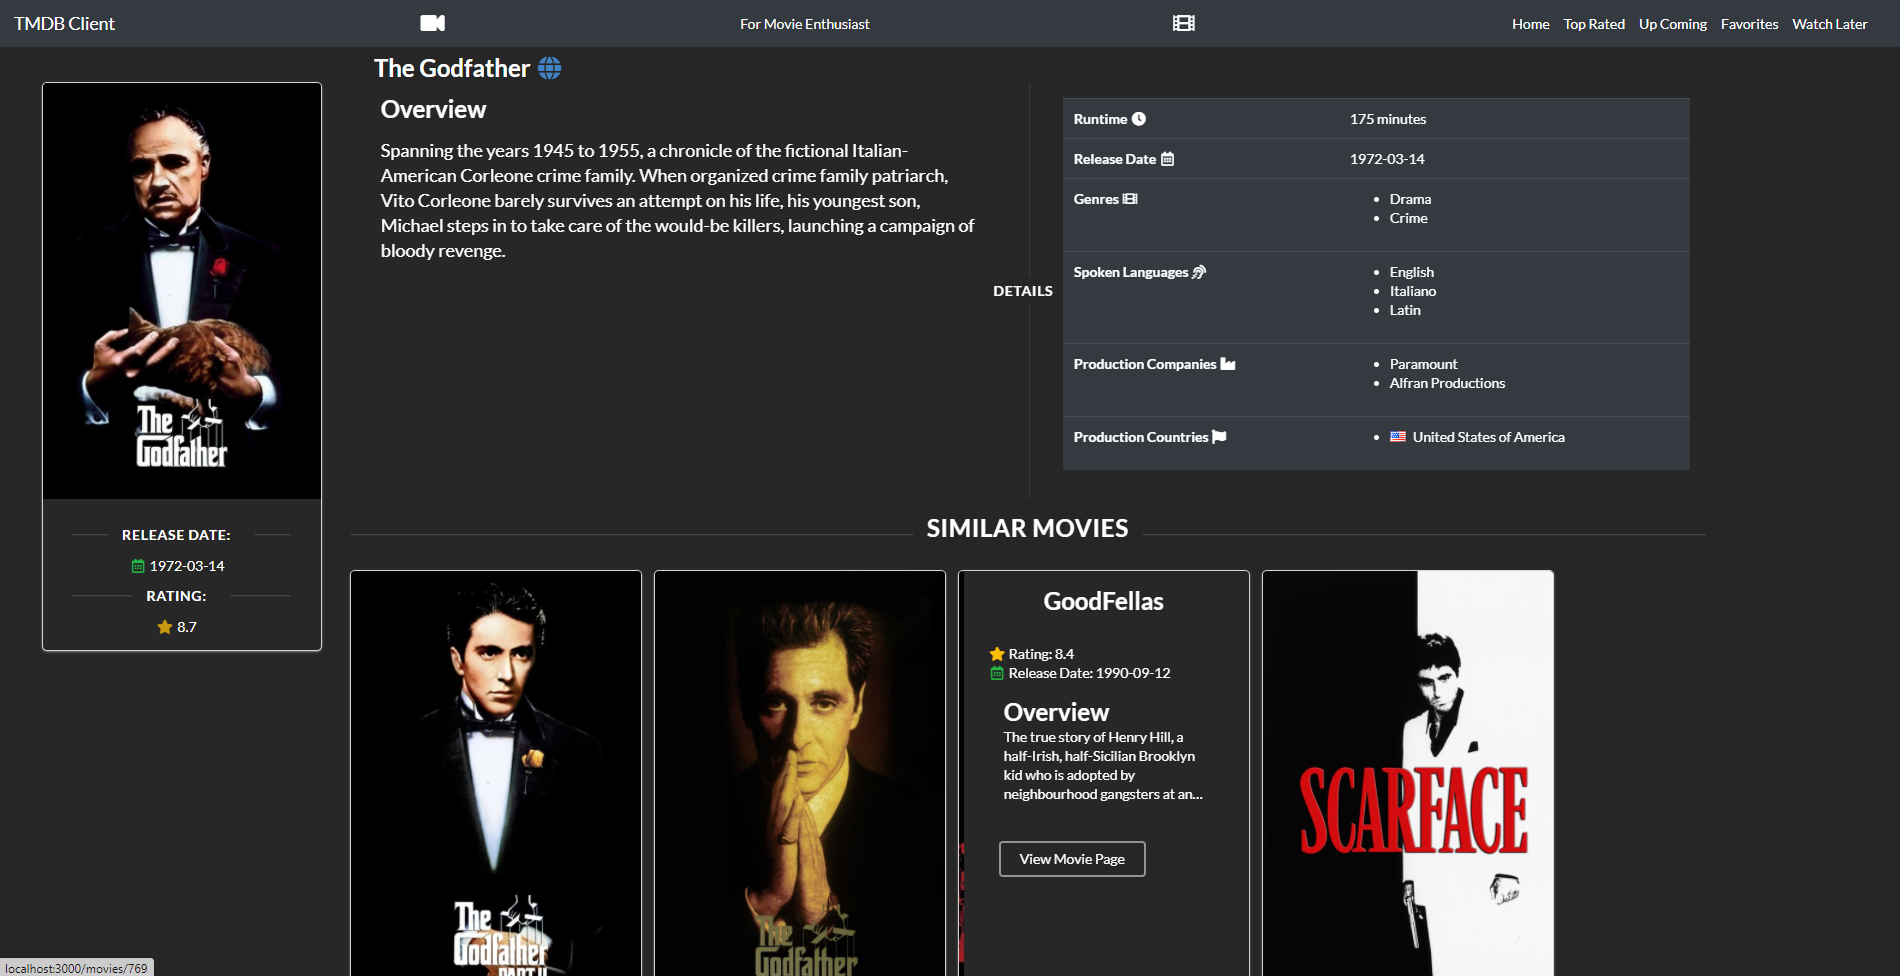 TMDB Client
For Movie Enthusiast
Home Top Rated Up Coming Favorites Watch Later
The Godfather
The
Godfather
RELEASE DATE:
1972-03-14
RATING:
8.7
Overview
Spanning the years 1945 to 1955, a chronicle of the fictional Italian-
American Corleone crime family. When organized crime family patriarch,
Vito Corleone barely survives an attempt on his life, his youngest son,
Michael steps in to take care of the would-be killers, launching a campaign of
bloody revenge.
DETAILS
Runtime 175 minutes
Release Date 1972-03-14
Genres
Drama
Crime
Spoken Languages
English
Italiano
Latin
Production Companies
Paramount
Alfran Productions
Production Countries
United States of America
SIMILAR MOVIES
The
Godfather
PART II
The
Godfather
GoodFellas
Rating: 8.4
Release Date: 1990-09-12
Overview
The true story of Henry Hill, a
half-Irish, half-Sicilian Brooklyn
kid who is adopted by
neighbourhood gangsters at an...
View Movie Page
SCARFACE
localhost:3000/movies/769